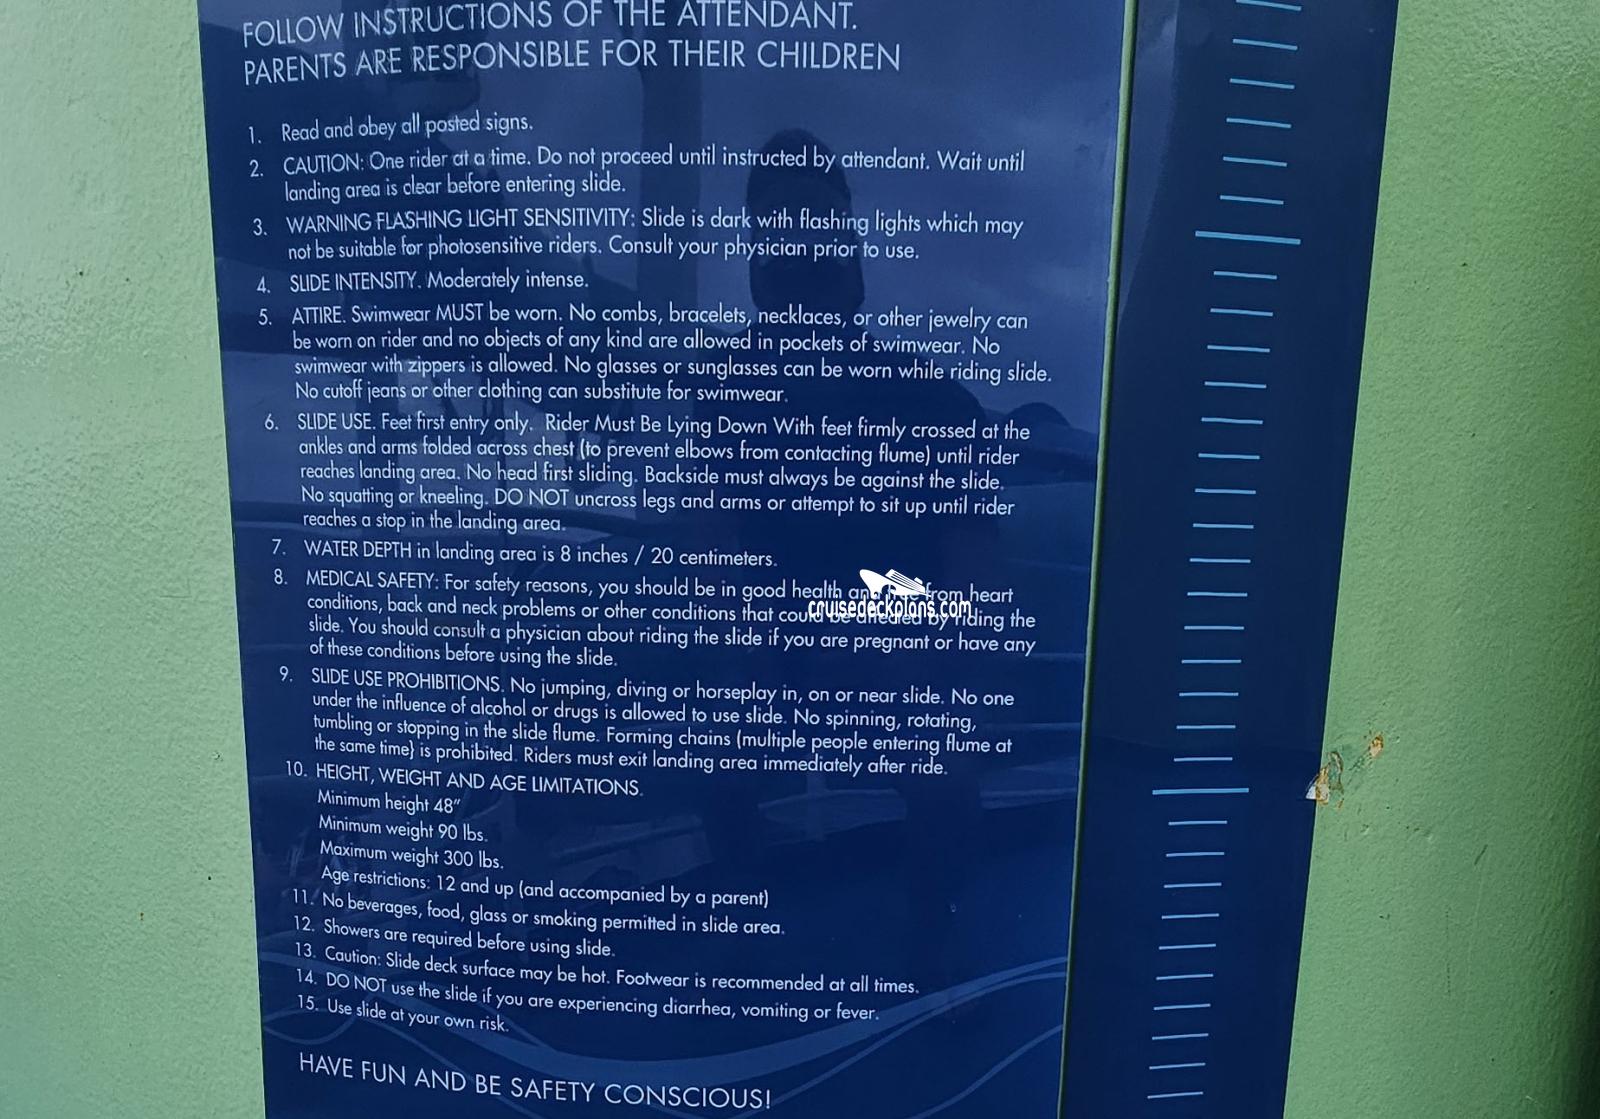 FOLLOW INSTRUCTIONS OF THE ATTENDANT.
PARENTS ARE RESPONSIBLE FOR THEIR CHILDREN
1. Read and obey all posted signs.
2. CAUTION: One rider at a time. Do not proceed until instructed by attendant. Wait until
landing area is clear before entering slide.
3. WARNING FLASHING LIGHT SENSITIVITY: Slide is dark with flashing lights which may
not be suitable for photosensitive riders. Consult your physician prior to use.
4. SLIDE INTENSITY. Moderately intense.
5. ATTIRE. Swimwear MUST be worn. No combs, bracelets, necklaces, or other jewelry can
be worn on rider and no objects of any kind are allowed in pockets of swimwear. No
swimwear with zippers is allowed. No glasses or sunglasses can be worn while riding slide.
No cutoff jeans or other clothing can substitute for swimwear.
6. SLIDE USE. Feet first entry only. Rider Must Be Lying Down With feet firmly crossed at the
ankles and arms folded across chest (to prevent elbows from contacting flume) until rider
reaches landing area. No head first sliding. Backside must always be against the slide.
No squatting or kneeling. DO NOT uncross legs and arms or attempt to sit up until rider
reaches a stop in the landing area.
7. WATER DEPTH in landing area is 8 inches / 20 centimeters.
8. MEDICAL SAFETY: For safety reasons, you should be in good health and free from heart
conditions, back and neck problems or other conditions that could be affected by riding the
slide. You should consult a physician about riding the slide if you are pregnant or have any
of these conditions before using the slide.
cruisedeckplans.com
9. SLIDE USE PROHIBITIONS. No jumping, diving or horseplay in, on or near slide. No one
under the influence of alcohol or drugs is allowed to use slide. No spinning, rotating,
tumbling or stopping in the slide flume. Forming chains (multiple people entering flume at
the same time) is prohibited. Riders must exit landing area immediately after ride.
10. HEIGHT, WEIGHT AND AGE LIMITATIONS.
Minimum height 48"
Minimum weight 90 lbs.
Maximum weight 300 lbs.
Age restrictions: 12 and up (and accompanied by a parent)
11. No beverages, food, glass or smoking permitted in slide area.
12. Showers are required before using slide.
13. Caution: Slide deck surface may be hot. Footwear is recommended at all times.
14. DO NOT use the slide if you are experiencing diarrhea, vomiting or fever.
15. Use slide at your own risk.
HAVE FUN AND BE SAFETY CONSCIOUS!